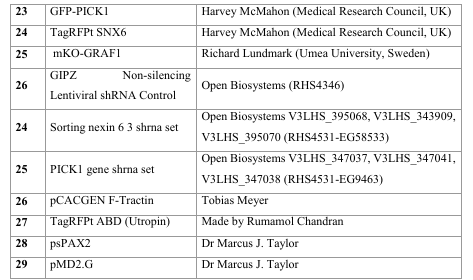 23 GFP-PICK1 Harvey McMahon (Medical Research Council, UK)
24 TagRFPt SNX6 Harvey McMahon (Medical Research Council, UK)
25 mKO-GRAF1 Richard Lundmark (Umea University, Sweden)
26 GIPZ Non-silencing Lentiviral shRNA Control Open Biosystems (RHS4346)
24 Sorting nexin 6 3 shrna set Open Biosystems V3LHS_395068, V3LHS_343909,
V3LHS_395070 (RHS4531-EG58533)
25 PICK1 gene shrna set Open Biosystems V3LHS_347037, V3LHS_347041,
V3LHS_347038 (RHS4531-EG9463)
26 pCACGEN F-Tractin Tobias Meyer
27 TagRFPt ABD (Utropin) Made by Rumamol Chandran
28 psPAX2 Dr Marcus J. Taylor
29 pMD2.G Dr Marcus J. Taylor